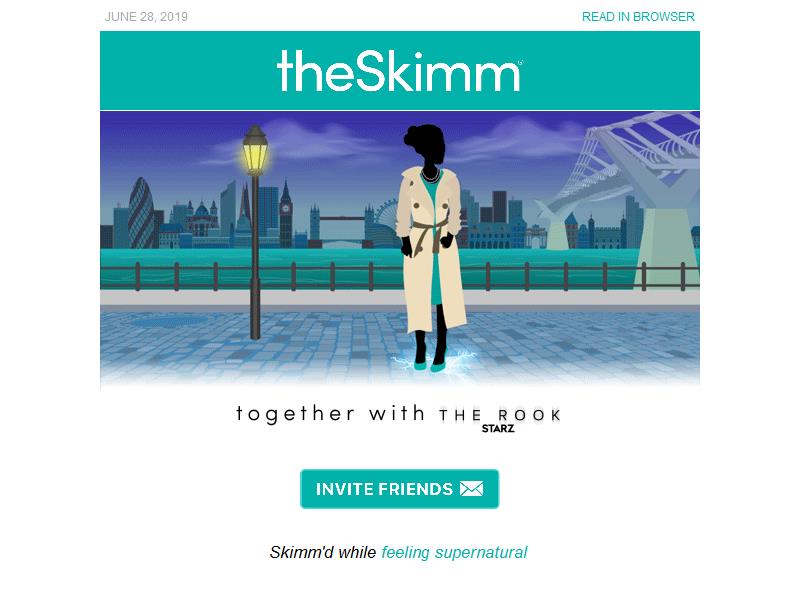 JUNE 28, 2019 READ IN BROWSER
theSkimm®
together with THE ROOK
STARZ
INVITE FRIENDS
Skimm'd while feeling supernatural